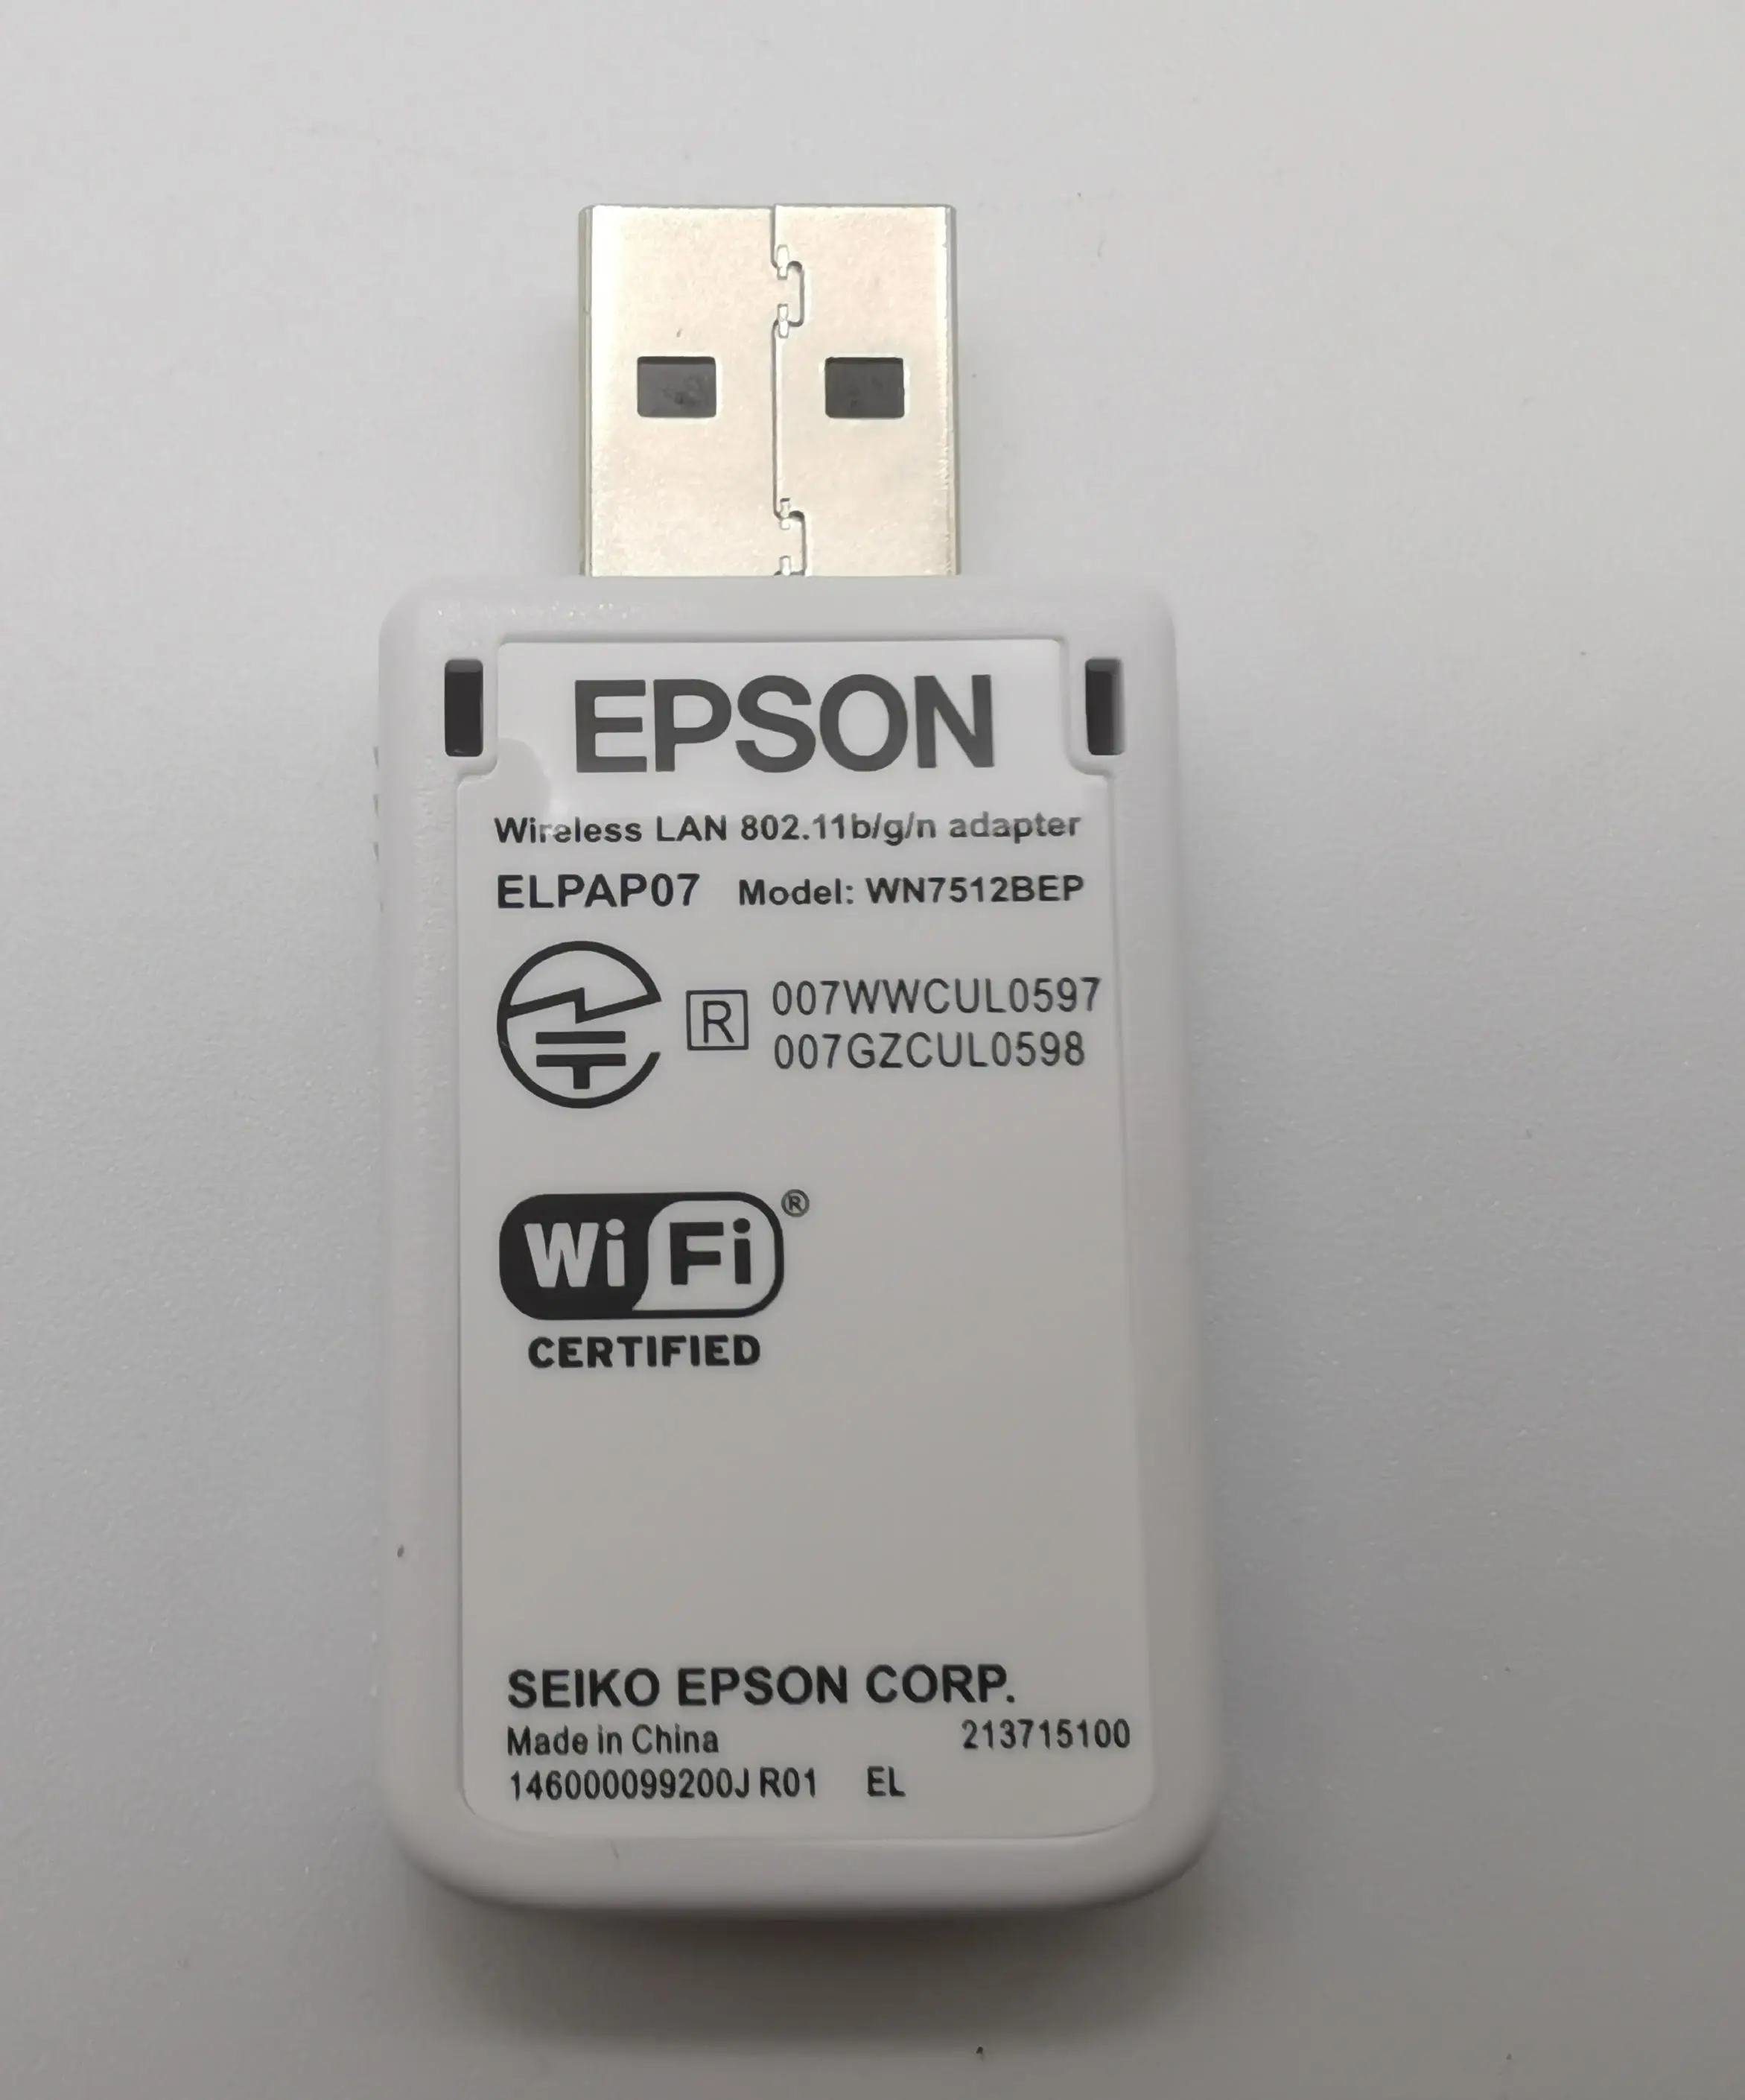 EPSON
Wireless LAN 802.11b/g/n adapter
ELPAP07 Model: WN7512BEP
R 007WWCUL0597
007GZCUL0598
Wi Fi ®
CERTIFIED
SEIKO EPSON CORP.
Made in China 213715100
146000099200J R01 EL